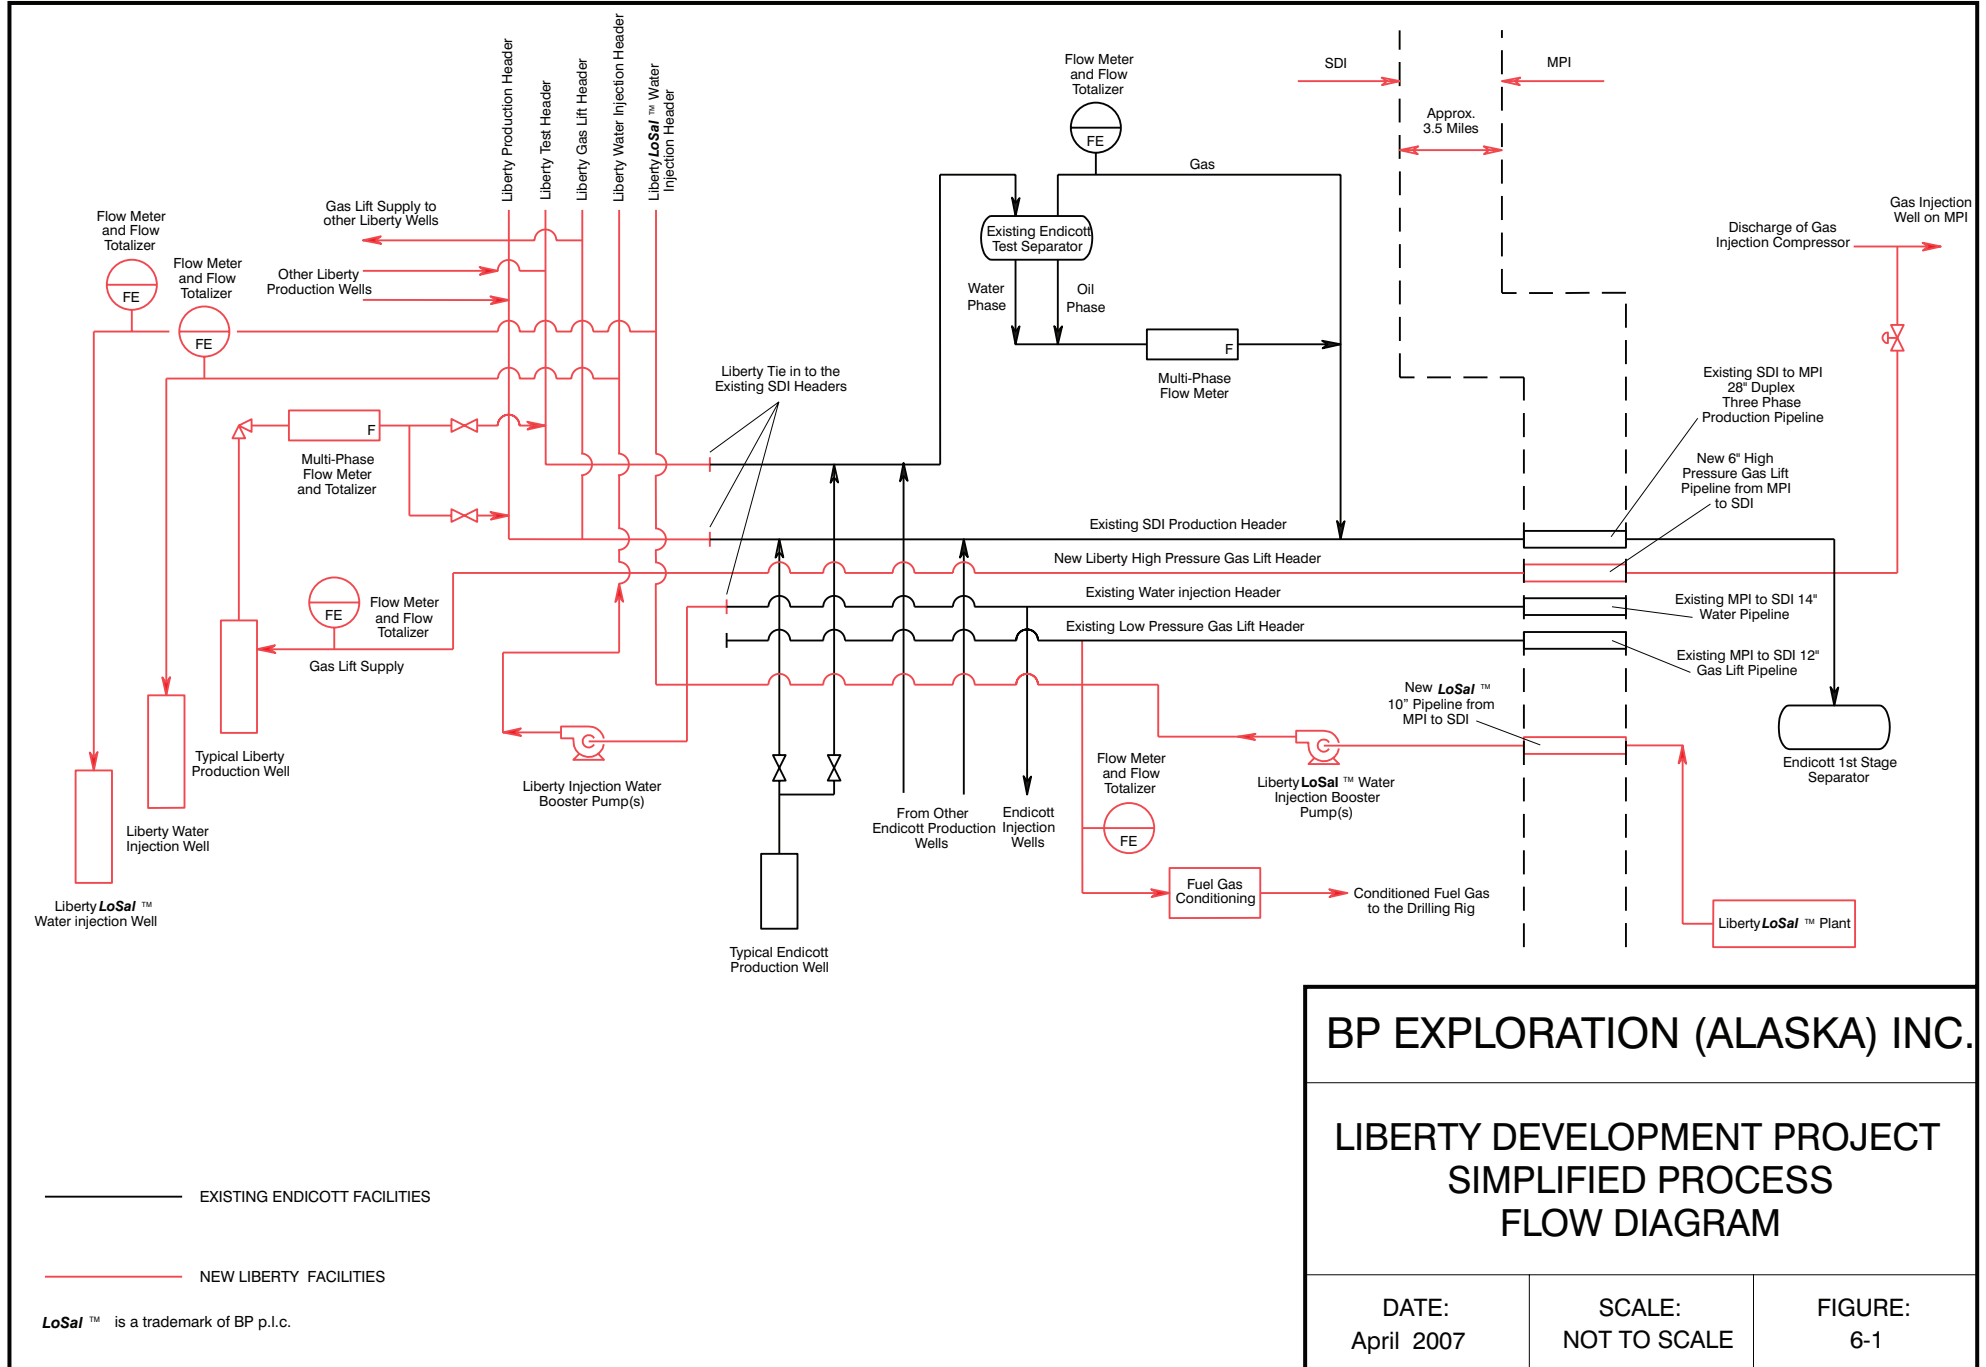 Liberty Production Header
Liberty Test Header
Liberty Gas Lift Header
Liberty Water Injection Header
Liberty LoSal ™ Water
Injection Header
Flow Meter
and Flow
Totalizer
FE
SDI
MPI
Approx.
3.5 Miles
Gas
Gas Lift Supply to
other Liberty Wells
Flow Meter
and Flow
Totalizer
FE
Flow Meter
and Flow
Totalizer
FE
Other Liberty
Production Wells
Existing Endicott
Test Separator
Water
Phase
Oil
Phase
Gas Injection
Well on MPI
Discharge of Gas
Injection Compressor
F
Multi-Phase
Flow Meter
Liberty Tie in to the
Existing SDI Headers
Existing SDI to MPI
28" Duplex
Three Phase
Production Pipeline
F
Multi-Phase
Flow Meter
and Totalizer
New 6" High
Pressure Gas Lift
Pipeline from MPI
to SDI
Existing SDI Production Header
New Liberty High Pressure Gas Lift Header
Existing Water injection Header
Existing Low Pressure Gas Lift Header
FE
Flow Meter
and Flow
Totalizer
Gas Lift Supply
Existing MPI to SDI 14"
Water Pipeline
Existing MPI to SDI 12"
Gas Lift Pipeline
New LoSal ™
10” Pipeline from
MPI to SDI
Typical Liberty
Production Well
Liberty Injection Water
Booster Pump(s)
Flow Meter
and Flow
Totalizer
FE
Liberty LoSal ™ Water
Injection Booster
Pump(s)
Endicott 1st Stage
Separator
From Other
Endicott Production
Wells
Endicott
Injection
Wells
Liberty Water
Injection Well
Liberty LoSal ™
Water injection Well
Fuel Gas
Conditioning
Conditioned Fuel Gas
to the Drilling Rig
Liberty LoSal ™ Plant
Typical Endicott
Production Well
BP EXPLORATION (ALASKA) INC.
LIBERTY DEVELOPMENT PROJECT
SIMPLIFIED PROCESS
FLOW DIAGRAM
EXISTING ENDICOTT FACILITIES
NEW LIBERTY FACILITIES
LoSal ™ is a trademark of BP p.l.c.
DATE:
April 2007
SCALE:
NOT TO SCALE
FIGURE:
6-1